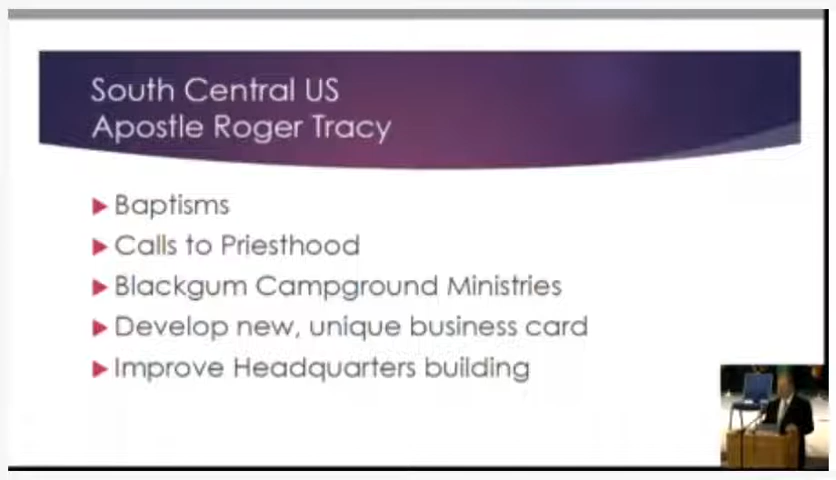 South Central US
Apostle Roger Tracy
Baptisms
Calls to Priesthood
Blackgum Campground Ministries
Develop new, unique business card
Improve Headquarters building